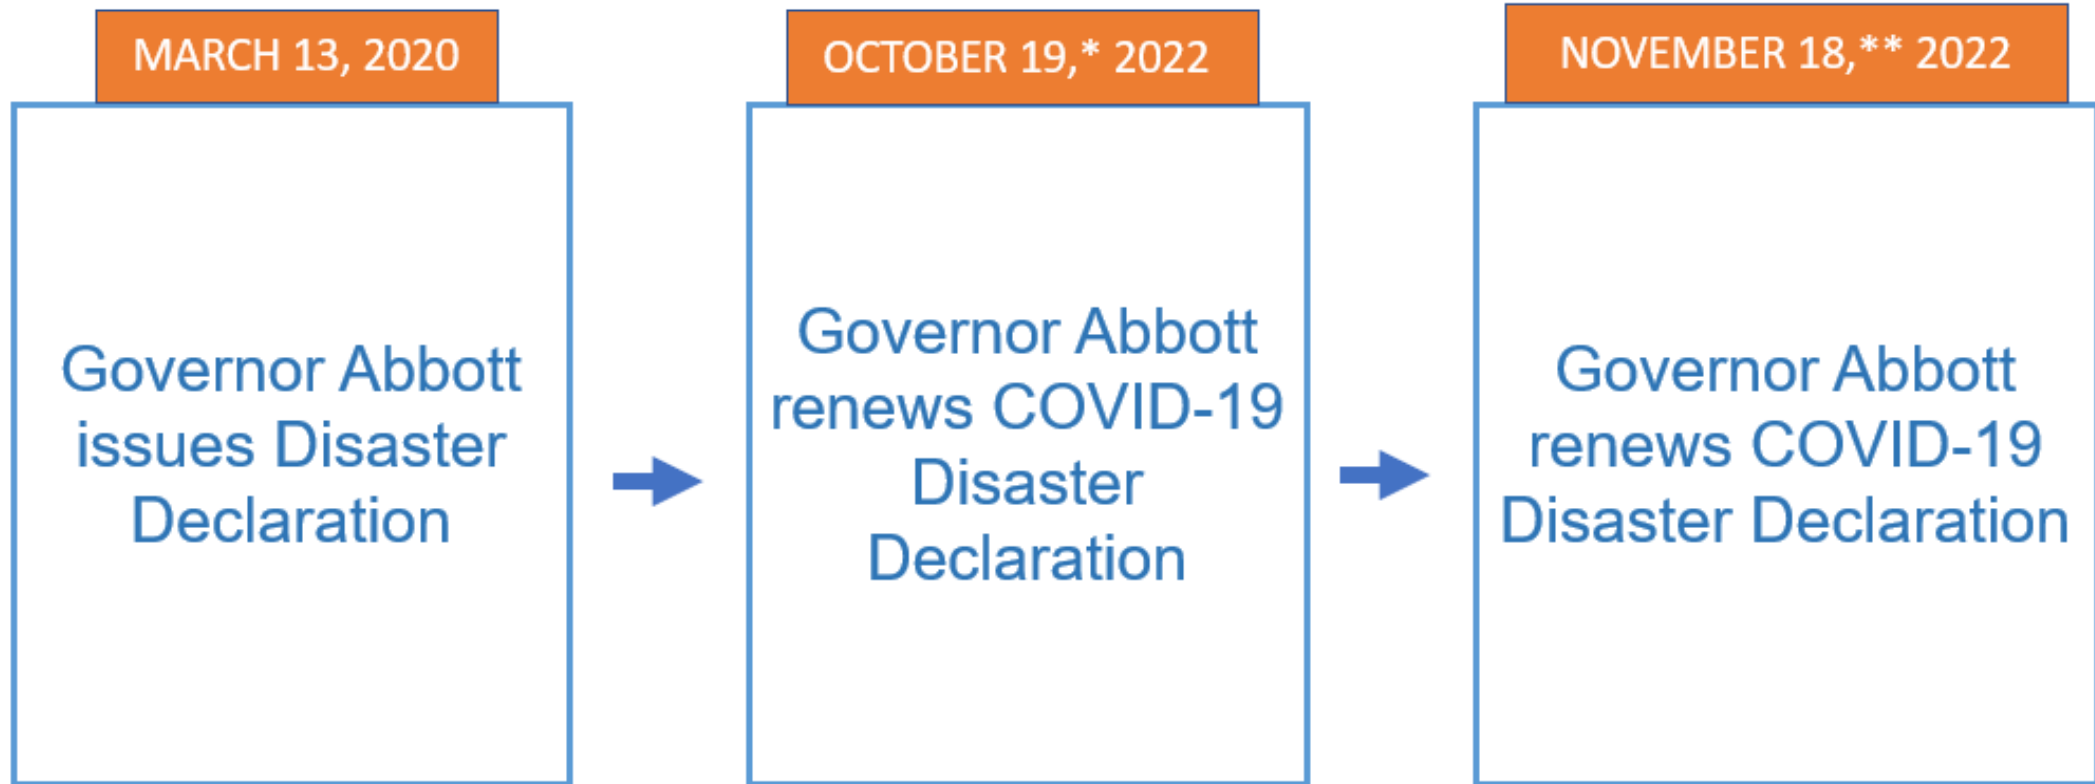 MARCH 13, 2020
Governor Abbott
issues Disaster
Declaration
OCTOBER 19,* 2022
Governor Abbott
renews COVID-19
Disaster
Declaration
NOVEMBER 18,** 2022
Governor Abbott
renews COVID-19
Disaster Declaration